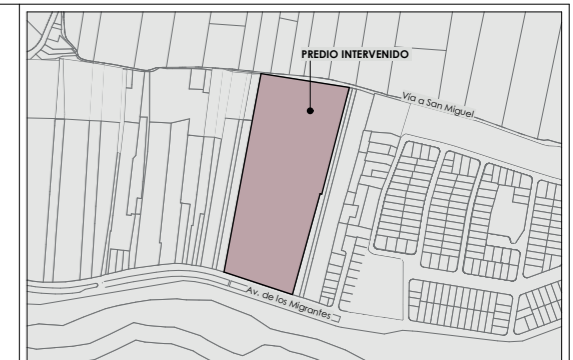 PREDIO INTERVENIDO
Vía a San Miguel
Av. de los Migrantes